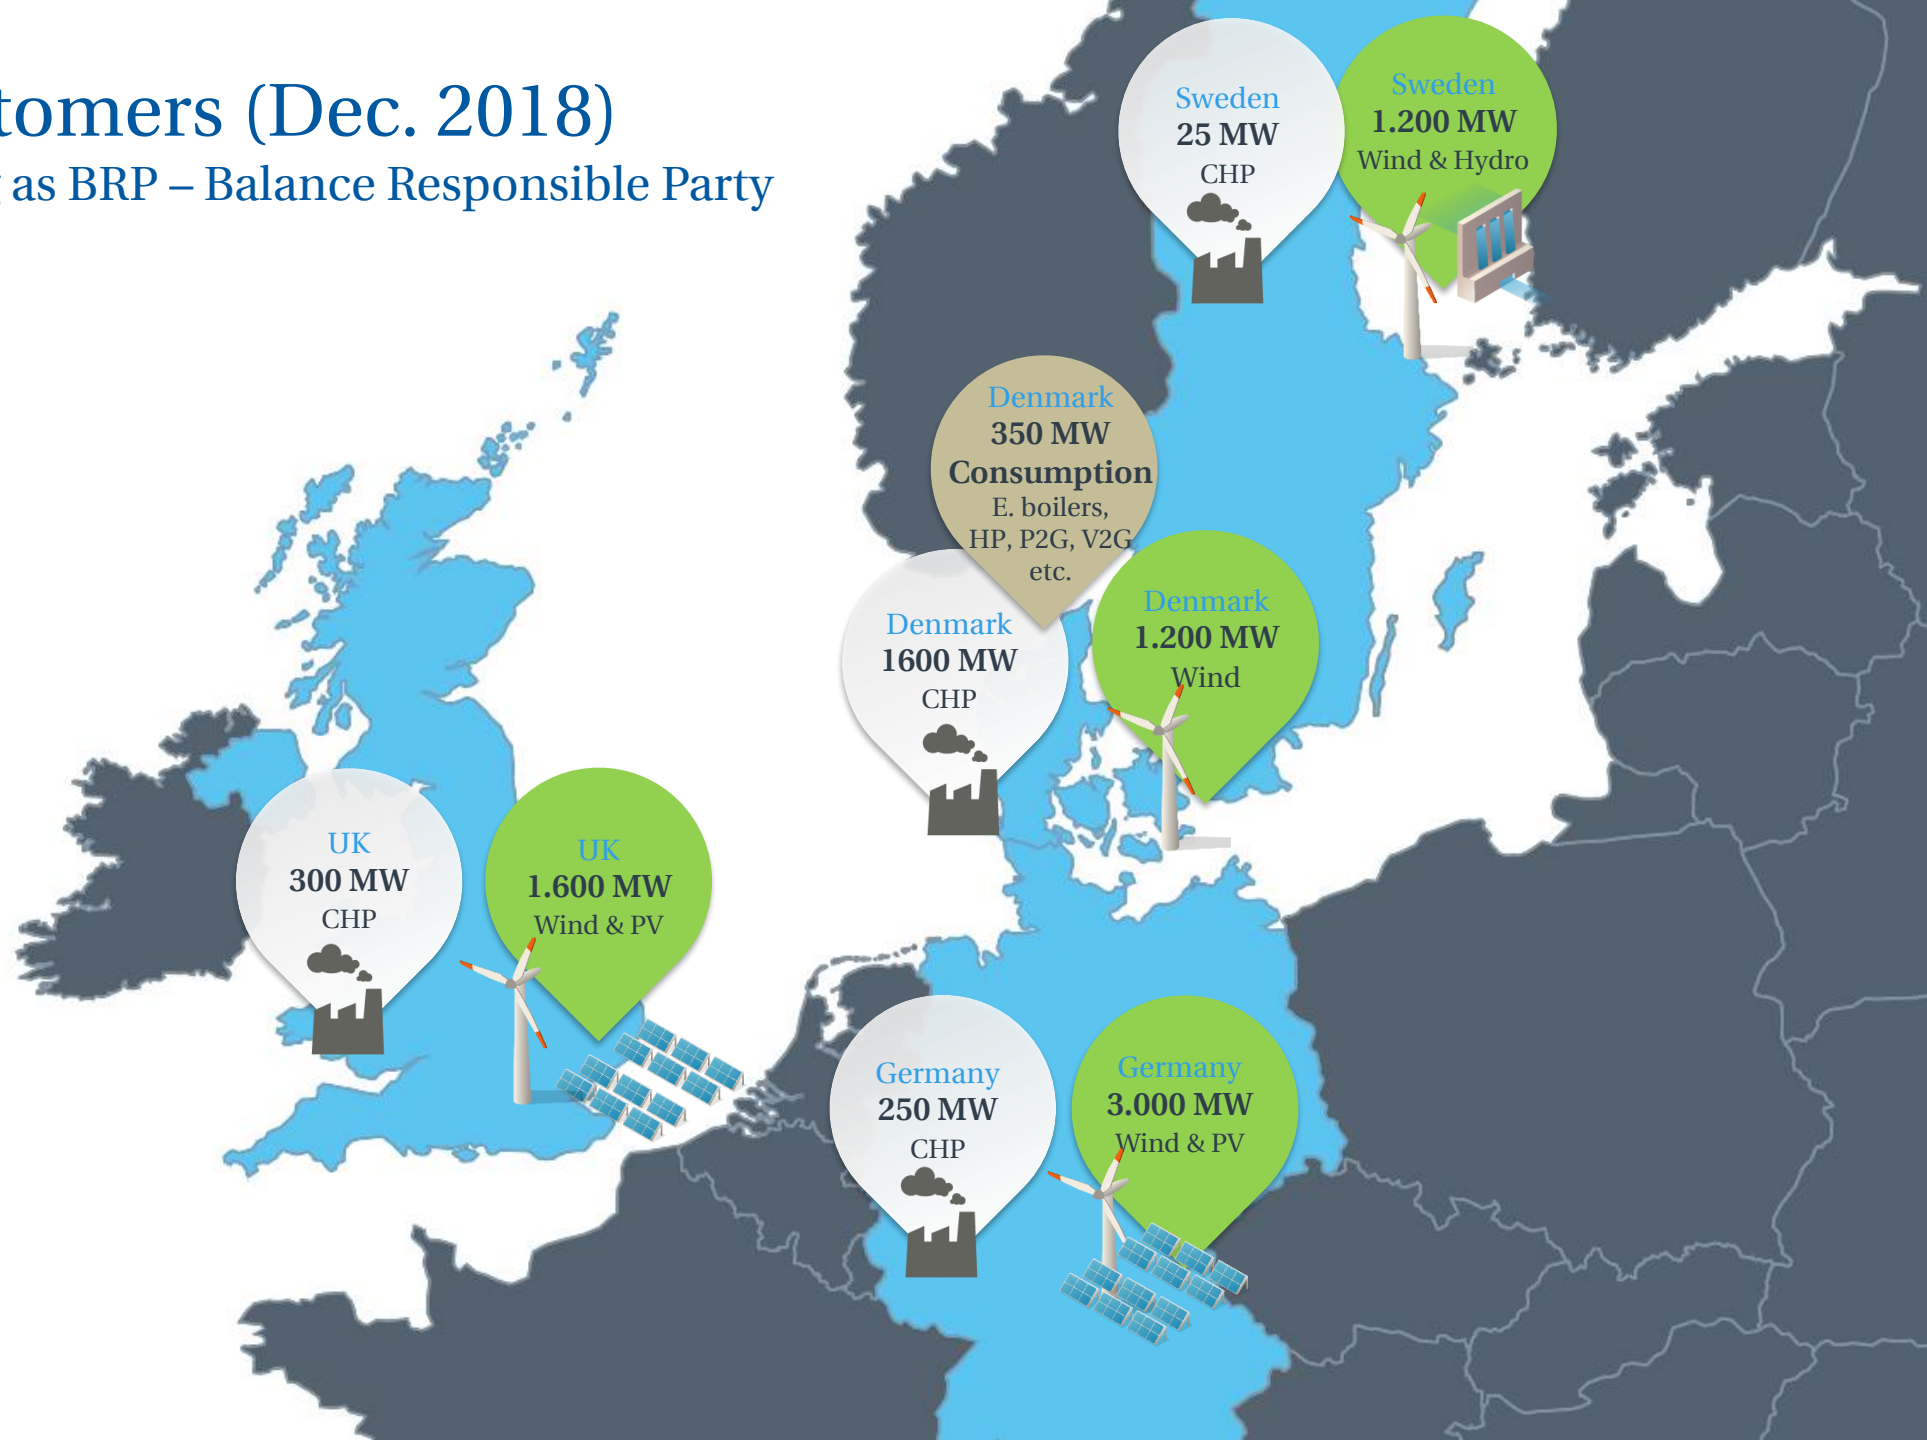 tomers (Dec. 2018)
as BRP – Balance Responsible Party
Sweden
25 MW
CHP
Sweden
1.200 MW
Wind & Hydro
Denmark
350 MW
Consumption
E. boilers,
HP, P2G, V2G
etc.
Denmark
1600 MW
CHP
Denmark
1.200 MW
Wind
UK
300 MW
CHP
UK
1.600 MW
Wind & PV
Germany
250 MW
CHP
Germany
3.000 MW
Wind & PV